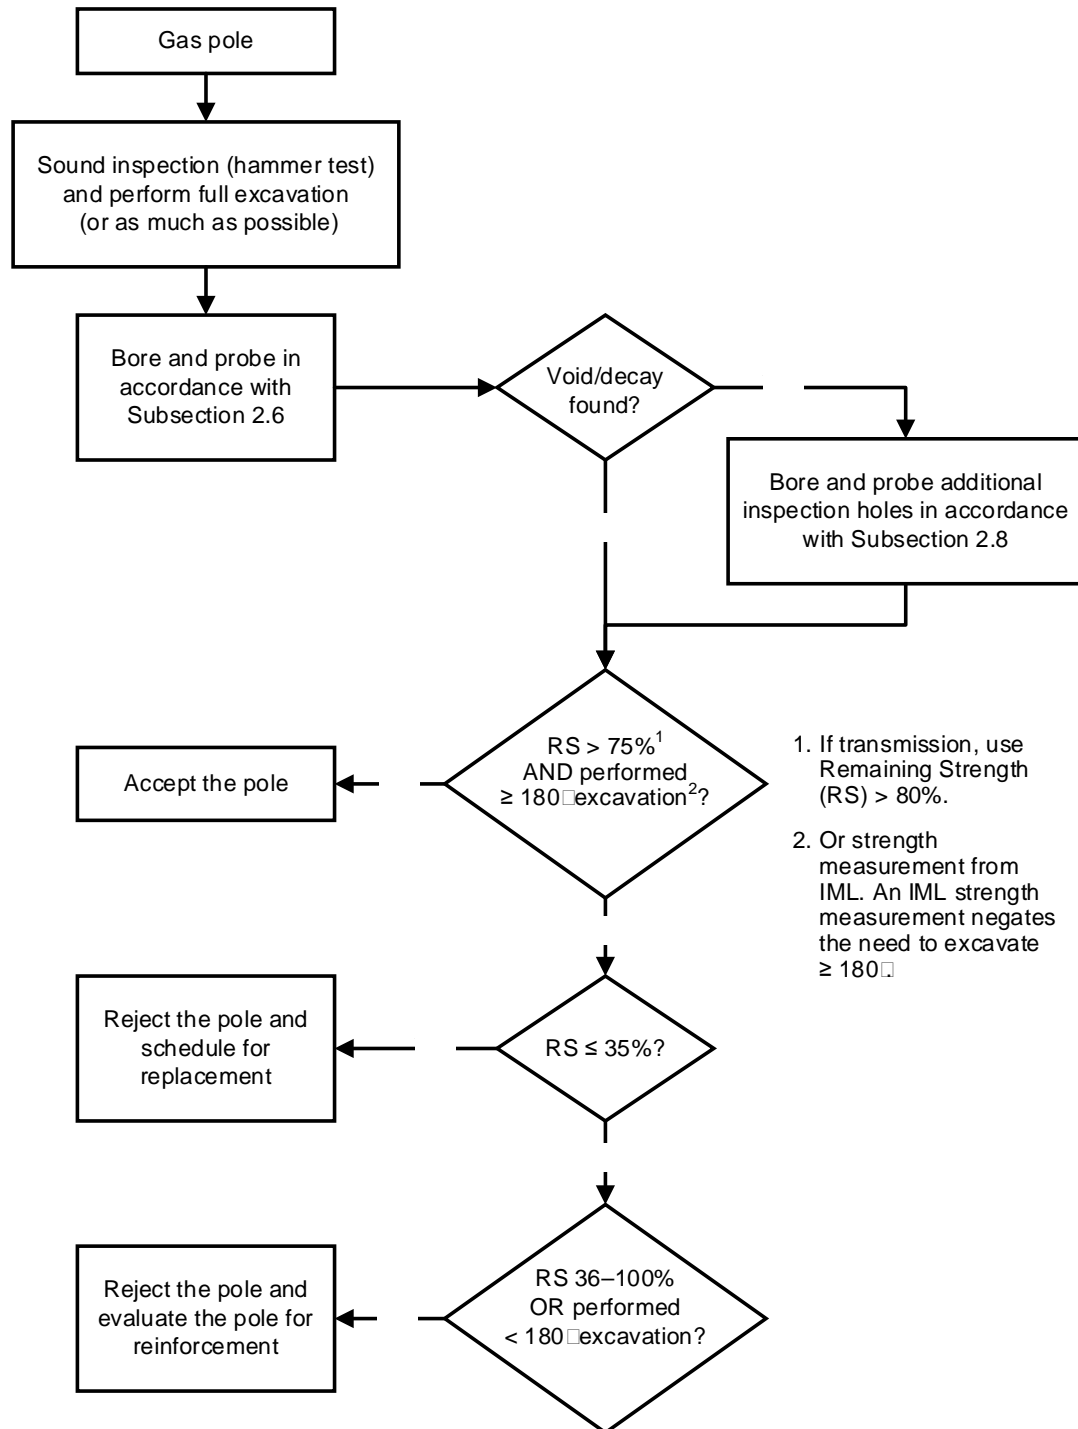 Gas pole
Sound inspection (hammer test)
and perform full excavation
(or as much as possible)
Bore and probe in
accordance with
Subsection 2.6
Void/decay
found?
Bore and probe additional
inspection holes in accordance
with Subsection 2.8
RS > 75%¹
AND performed
≥ 180□excavation²?
Accept the pole
1. If transmission, use
Remaining Strength
(RS) > 80%.
2. Or strength
measurement from
IML. An IML strength
measurement negates
the need to excavate
≥ 180□.
Reject the pole and
schedule for
replacement
RS ≤ 35%?
Reject the pole and
evaluate the pole for
reinforcement
RS 36–100%
OR performed
< 180□excavation?